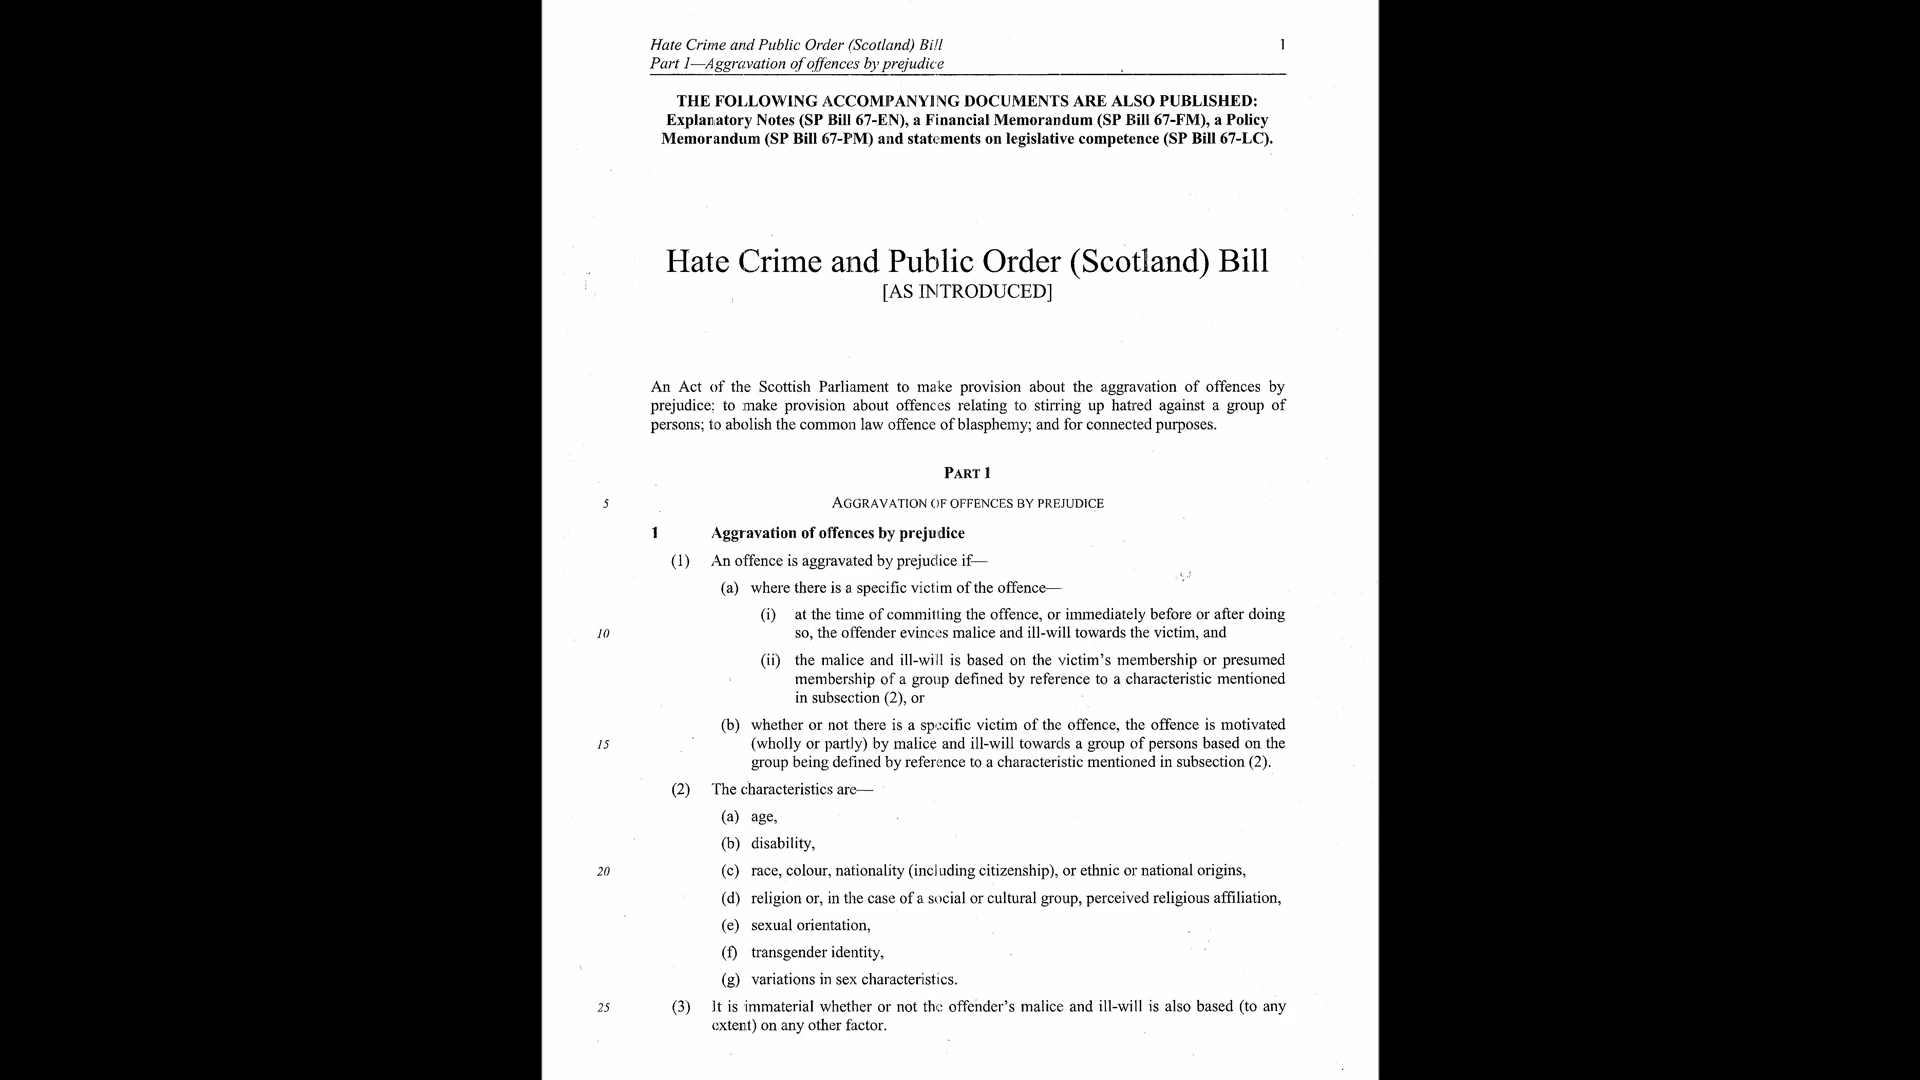 Hate Crime and Public Order (Scotland) Bill 1
Part 1—Aggravation of offences by prejudice
THE FOLLOWING ACCOMPANYING DOCUMENTS ARE ALSO PUBLISHED:
Explanatory Notes (SP Bill 67-EN), a Financial Memorandum (SP Bill 67-FM), a Policy
Memorandum (SP Bill 67-PM) and statements on legislative competence (SP Bill 67-LC).
Hate Crime and Public Order (Scotland) Bill
[AS INTRODUCED]
An Act of the Scottish Parliament to make provision about the aggravation of offences by
prejudice; to make provision about offences relating to stirring up hatred against a group of
persons; to abolish the common law offence of blasphemy; and for connected purposes.
PART 1
5 AGGRAVATION OF OFFENCES BY PREJUDICE
1 Aggravation of offences by prejudice
(1) An offence is aggravated by prejudice if—
(a) where there is a specific victim of the offence—
(i) at the time of committing the offence, or immediately before or after doing
10 so, the offender evinces malice and ill-will towards the victim, and
(ii) the malice and ill-will is based on the victim's membership or presumed
membership of a group defined by reference to a characteristic mentioned
in subsection (2), or
(b) whether or not there is a specific victim of the offence, the offence is motivated
15 (wholly or partly) by malice and ill-will towards a group of persons based on the
group being defined by reference to a characteristic mentioned in subsection (2).
(2) The characteristics are—
(a) age,
(b) disability,
20 (c) race, colour, nationality (including citizenship), or ethnic or national origins,
(d) religion or, in the case of a social or cultural group, perceived religious affiliation,
(e) sexual orientation,
(f) transgender identity,
(g) variations in sex characteristics.
25 (3) It is immaterial whether or not the offender's malice and ill-will is also based (to any
extent) on any other factor.